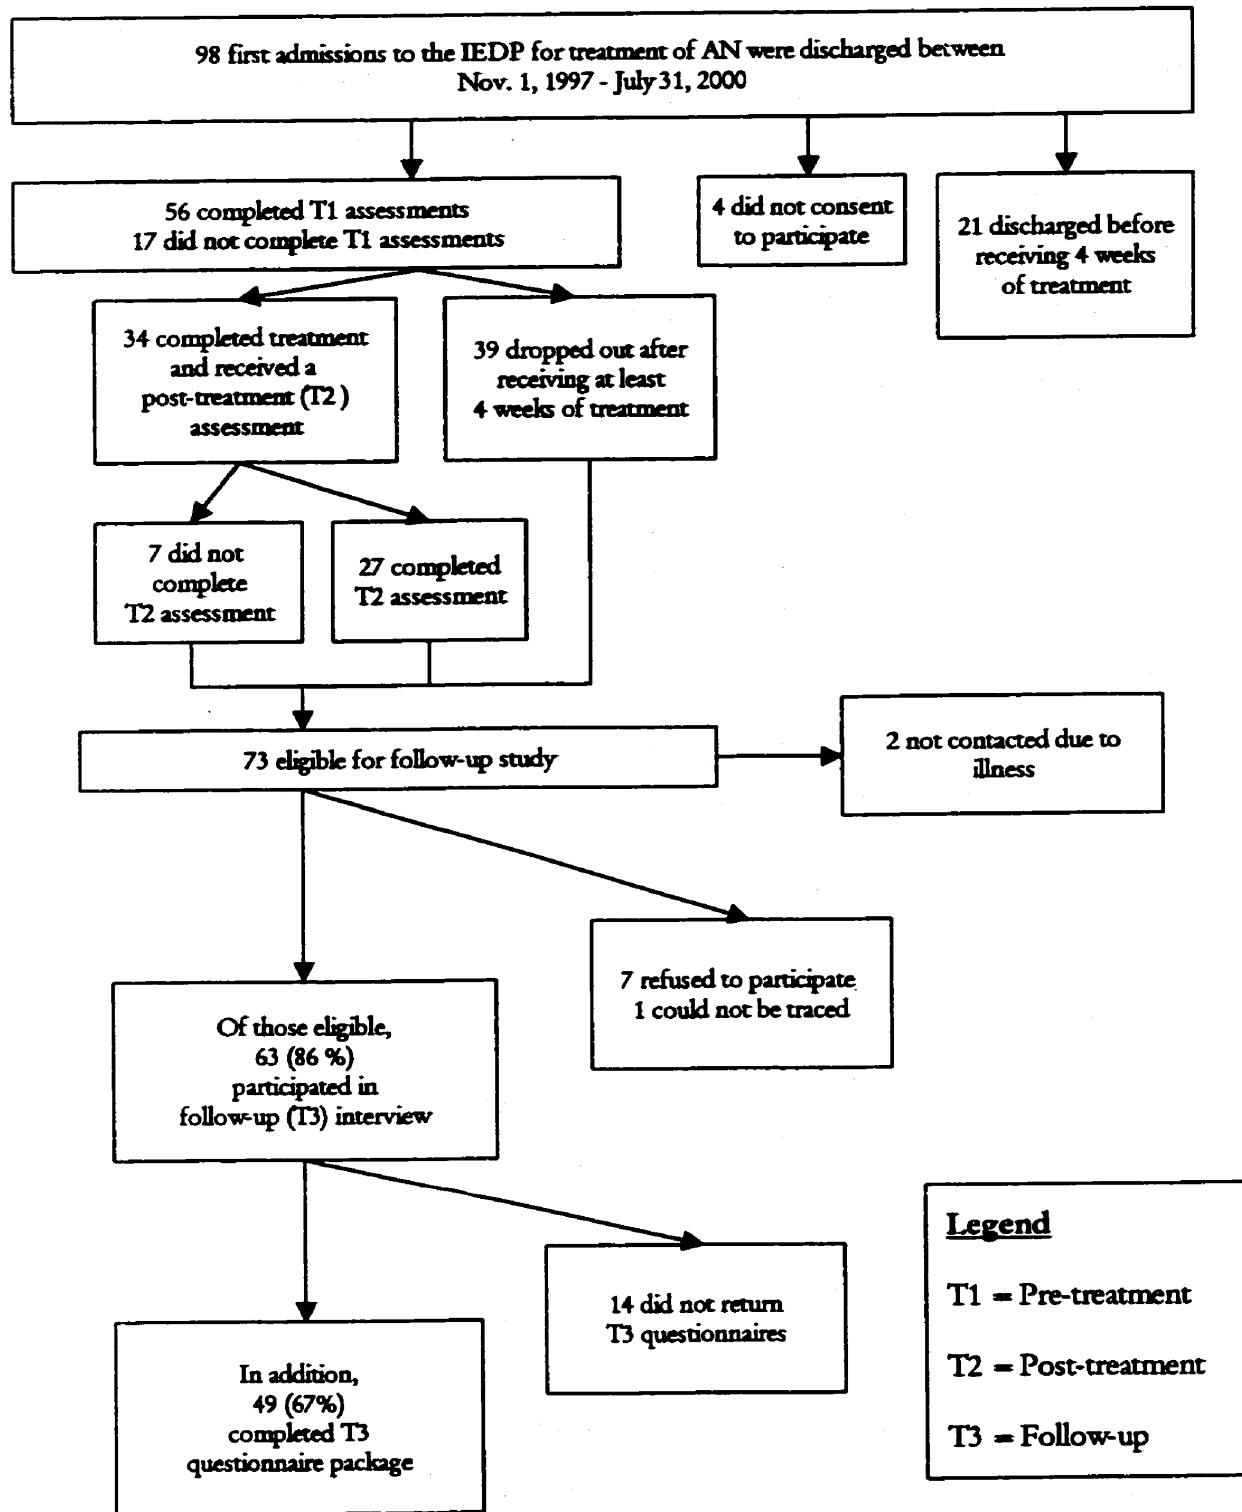 98 first admissions to the IEDP for treatment of AN were discharged between
Nov. 1, 1997 - July 31, 2000
56 completed T1 assessments
17 did not complete T1 assessments
4 did not consent
to participate
21 discharged before
receiving 4 weeks
of treatment
34 completed treatment
and received a
post-treatment (T2 )
assessment
39 dropped out after
receiving at least
4 weeks of treatment
7 did not
complete
T2 assessment
27 completed
T2 assessment
73 eligible for follow-up study
2 not contacted due to
illness
7 refused to participate
1 could not be traced
Of those eligible,
63 (86 %)
participated in
follow-up (T3) interview
14 did not return
T3 questionnaires
In addition,
49 (67%)
completed T3
questionnaire package
Legend
T1 = Pre-treatment
T2 = Post-treatment
T3 = Follow-up